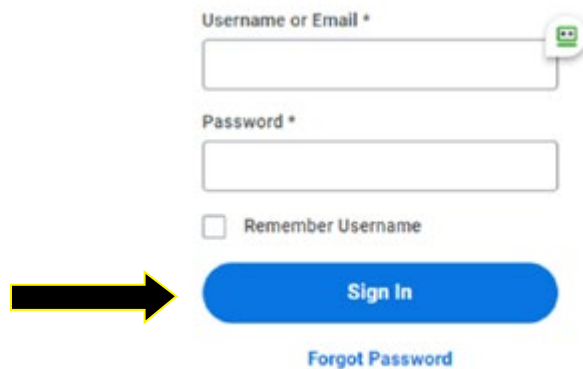 Username or Email *
Password *
Remember Username
Sign In
Forgot Password